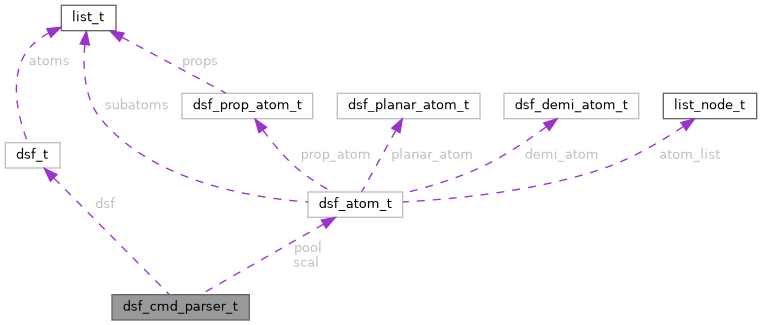 list_t
atoms
props
subatoms
dsf_prop_atom_t
dsf_planar_atom_t
dsf_demi_atom_t
list_node_t
dsf_t
prop_atom
planar_atom
demi_atom
atom_list
dsf
dsf_atom_t
pool
scal
dsf_cmd_parser_t